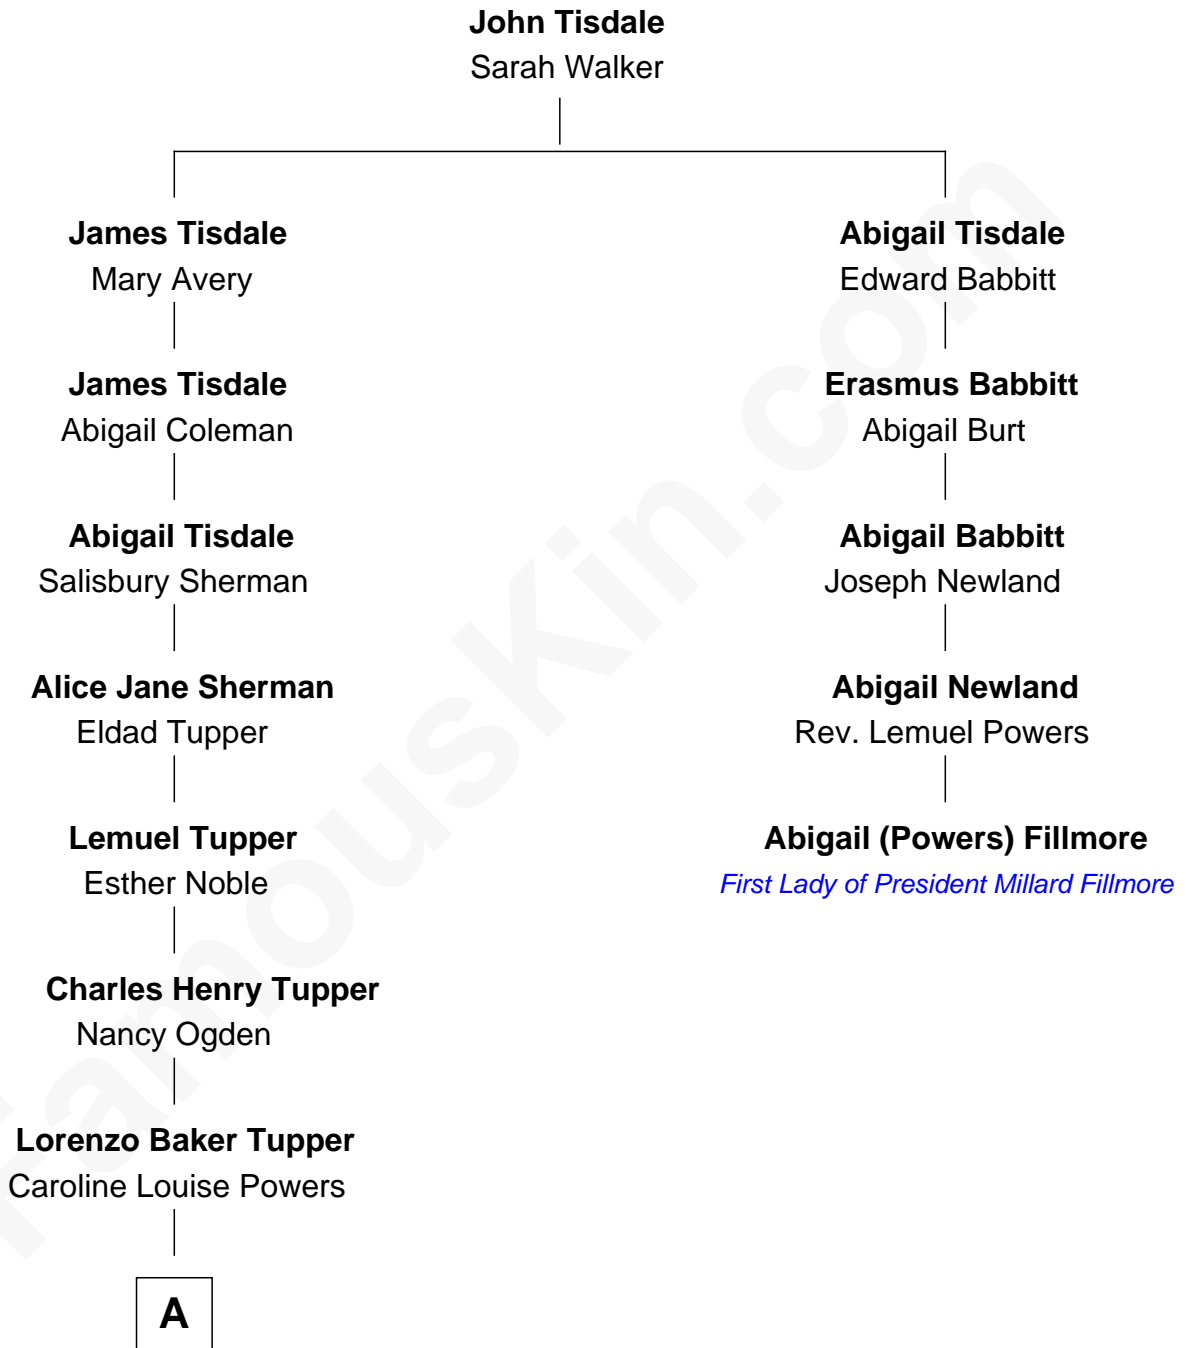 John Tisdale
Sarah Walker
James Tisdale
Mary Avery
James Tisdale
Abigail Coleman
Abigail Tisdale
Salisbury Sherman
Alice Jane Sherman
Eldad Tupper
Lemuel Tupper
Esther Noble
Charles Henry Tupper
Nancy Ogden
Lorenzo Baker Tupper
Caroline Louise Powers
A
Abigail Tisdale
Edward Babbitt
Erasmus Babbitt
Abigail Burt
Abigail Babbitt
Joseph Newland
Abigail Newland
Rev. Lemuel Powers
Abigail (Powers) Fillmore
First Lady of President Millard Fillmore
FamousKin.com